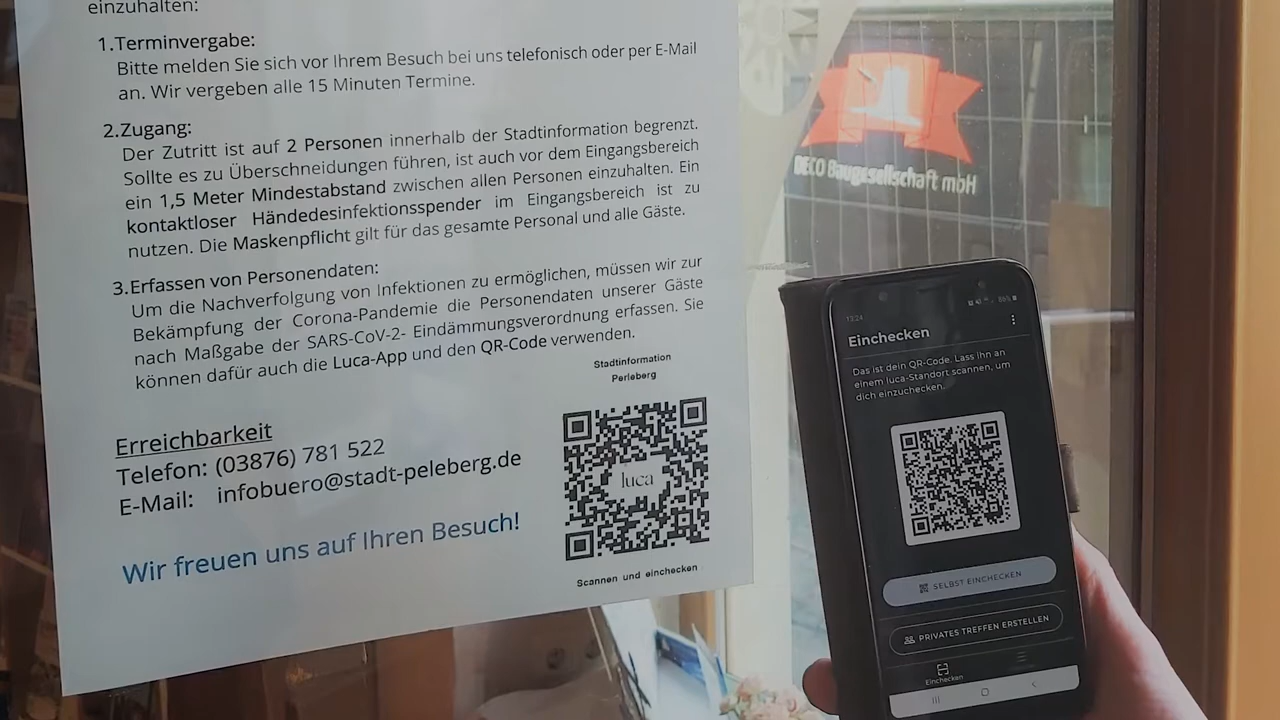 einzuhalten:
1.Terminvergabe:
Bitte melden Sie sich vor Ihrem Besuch bei uns telefonisch oder per E-Mail
an. Wir vergeben alle 15 Minuten Termine.
2.Zugang:
Der Zutritt ist auf 2 Personen innerhalb der Stadtinformation begrenzt.
Sollte es zu Überschneidungen führen, ist auch vor dem Eingangsbereich
ein 1,5 Meter Mindestabstand zwischen allen Personen einzuhalten. Ein
kontaktloser Händedesinfektionsspender im Eingangsbereich ist zu
nutzen. Die Maskenpflicht gilt für das gesamte Personal und alle Gäste.
3.Erfassen von Personendaten:
Um die Nachverfolgung von Infektionen zu ermöglichen, müssen wir zur
Bekämpfung der Corona-Pandemie die Personendaten unserer Gäste
nach Maßgabe der SARS-CoV-2- Eindämmungsverordnung erfassen. Sie
können dafür auch die Luca-App und den QR-Code verwenden.
Stadtinformation
Perleberg
luca
Scannen und einchecken
Erreichbarkeit
Telefon: (03876) 781 522
E-Mail: infobuero@stadt-peleberg.de
Wir freuen uns auf Ihren Besuch!
DECO Baugesellschaft mbH
13:24
86%
Einchecken
Das ist dein QR-Code. Lass ihn an
einem luca-Standort scannen, um
dich einzuchecken.
SELBST EINCHECKEN
PRIVATES TREFFEN ERSTELLEN
Einchecken